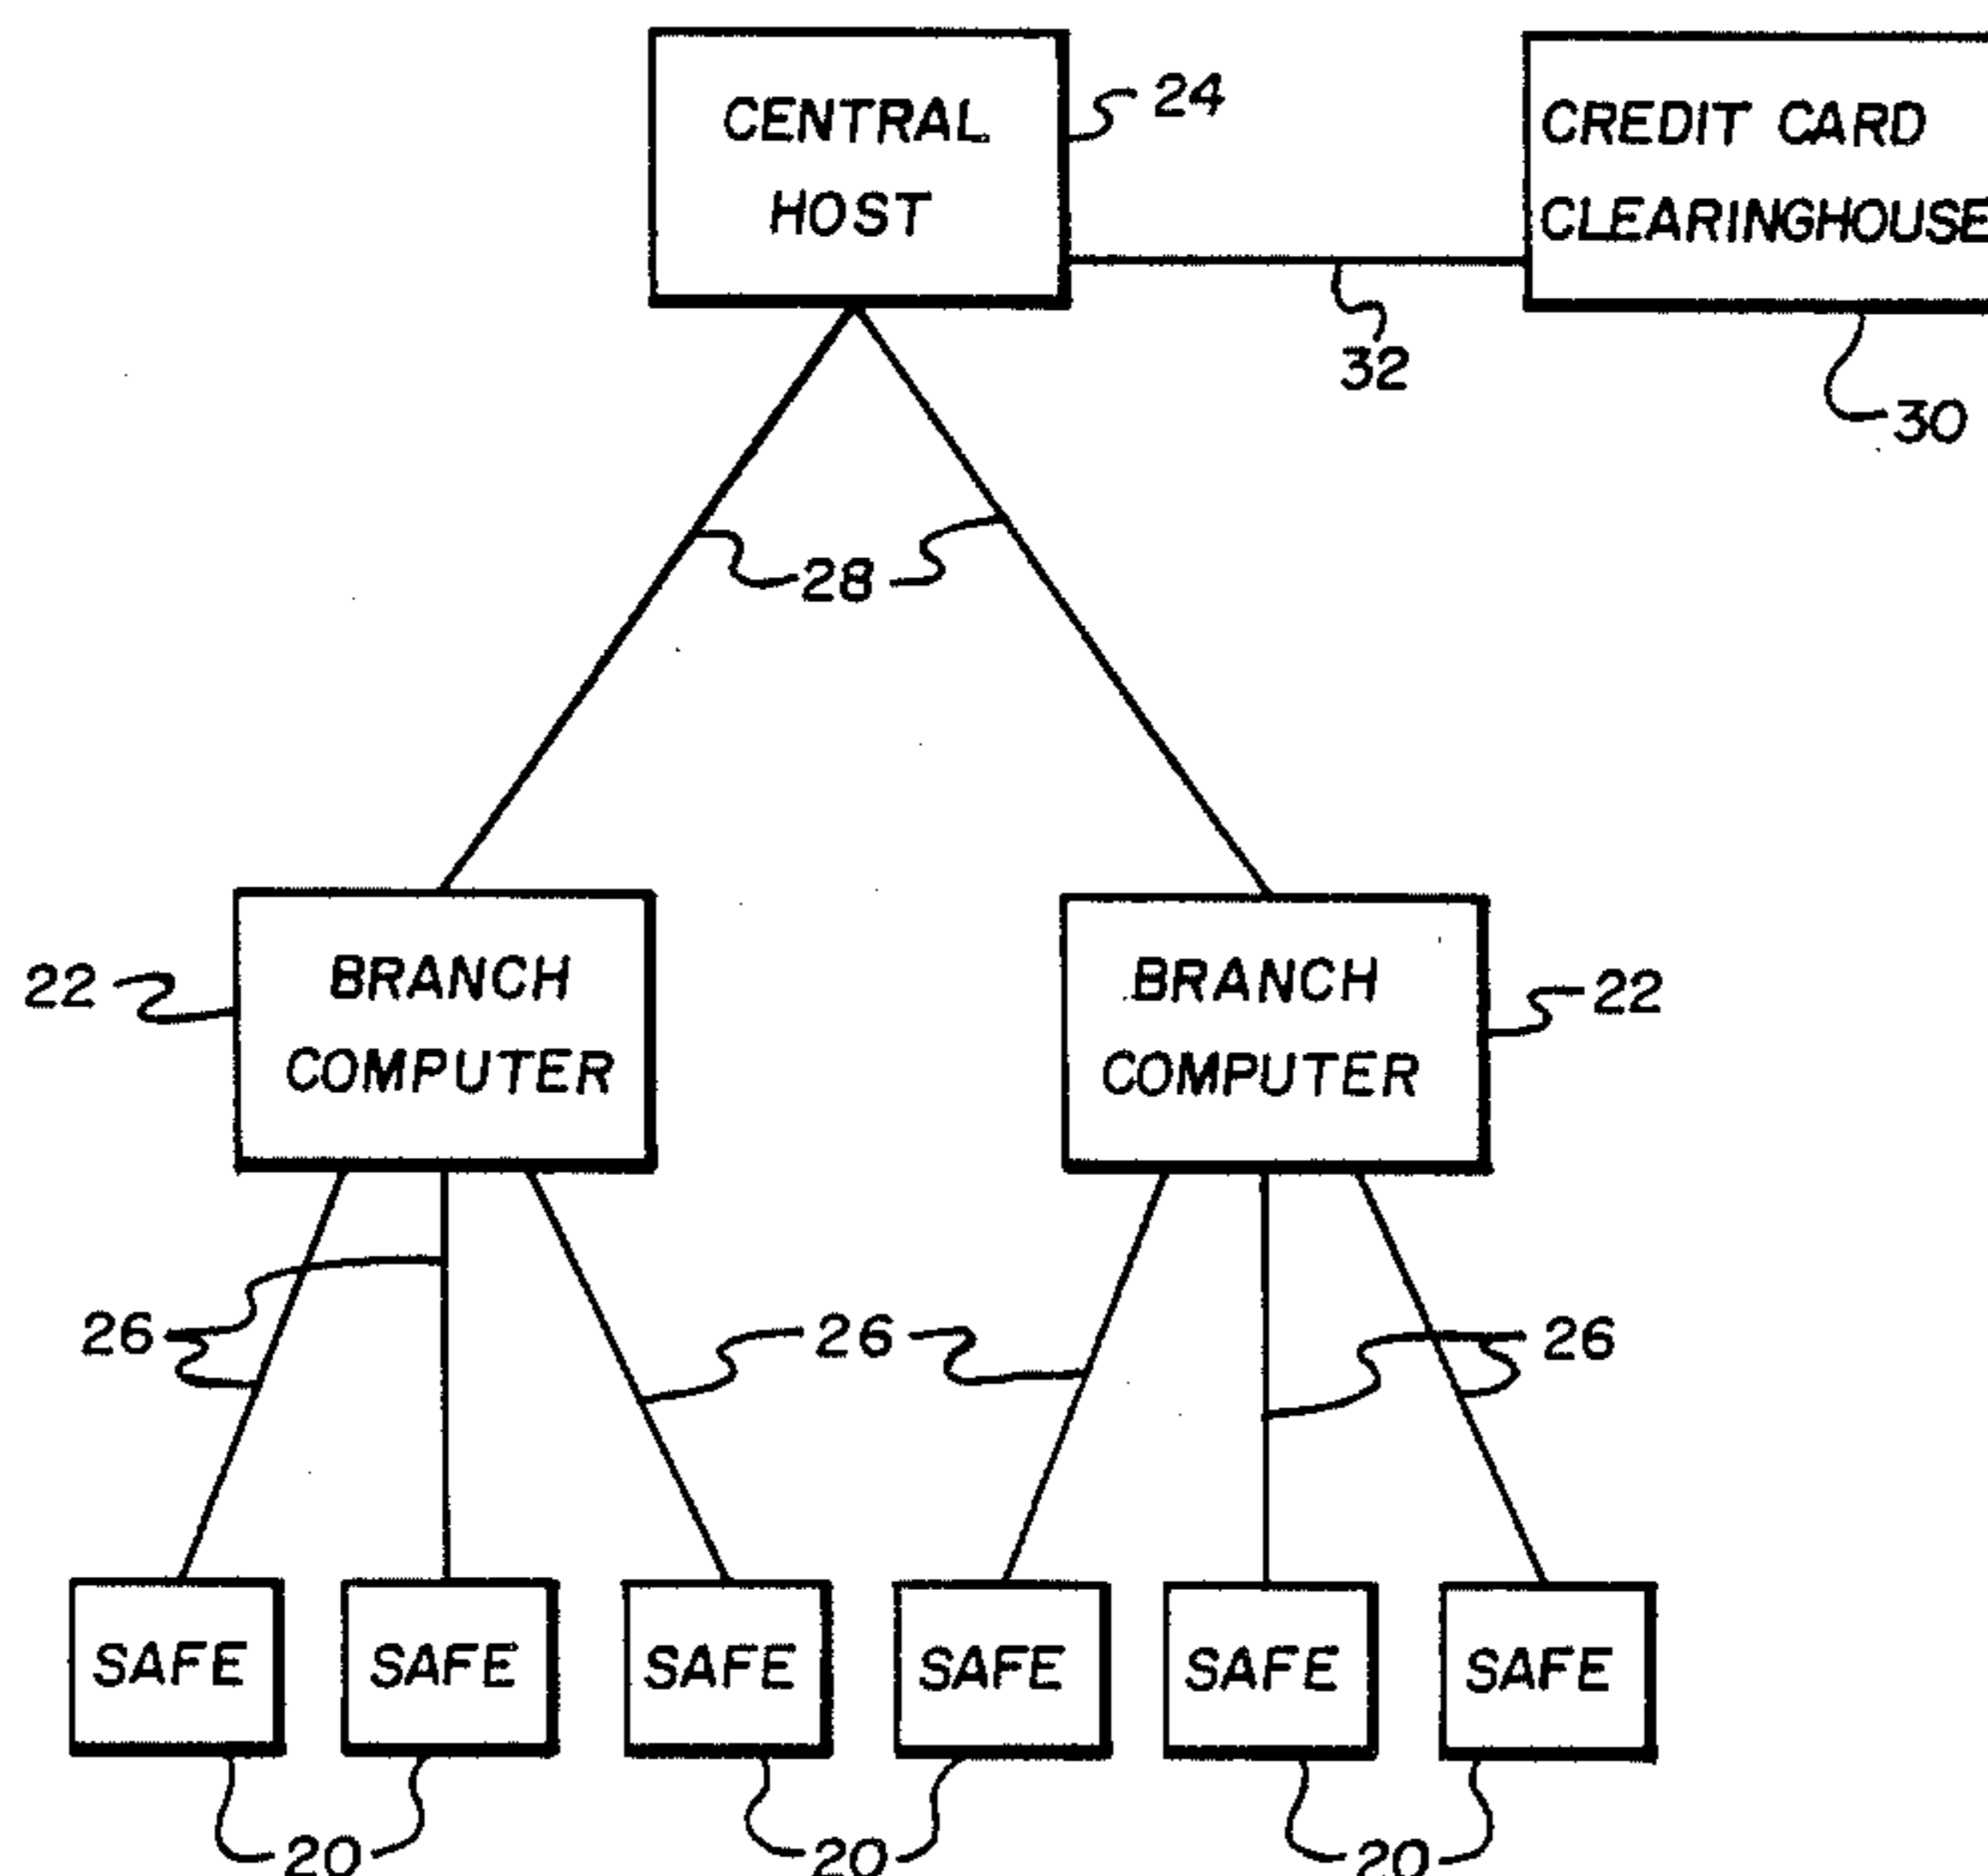 CENTRAL
HOST
24
CREDIT CARD
CLEARINGHOUSE
32
30
28
22
BRANCH
COMPUTER
BRANCH
COMPUTER
22
26
26
26
SAFE
SAFE
SAFE
SAFE
SAFE
SAFE
20
20
20